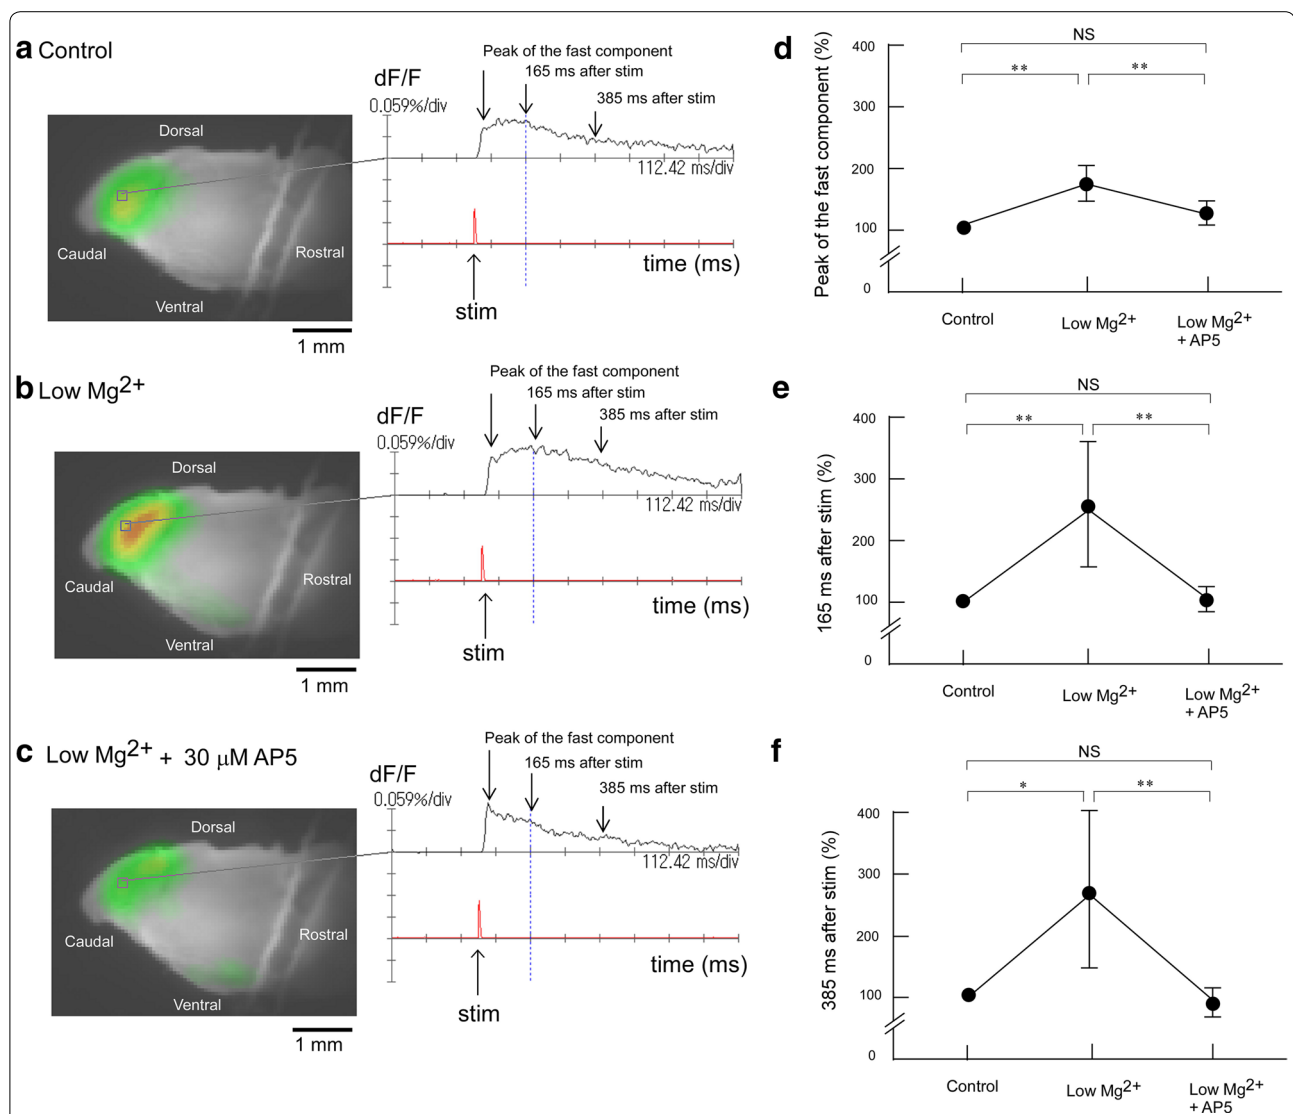 a Control
Peak of the fast component
165 ms after stim
385 ms after stim
dF/F
0.059%/div
112.42 ms/div
time (ms)
stim
Dorsal
Caudal
Rostral
Ventral
1 mm
b Low Mg2+
Peak of the fast component
165 ms after stim
385 ms after stim
dF/F
0.059%/div
112.42 ms/div
time (ms)
stim
Dorsal
Caudal
Rostral
Ventral
1 mm
c Low Mg2+ + 30 μM AP5
Peak of the fast component
165 ms after stim
385 ms after stim
dF/F
0.059%/div
112.42 ms/div
time (ms)
stim
Dorsal
Caudal
Rostral
Ventral
1 mm
d
Peak of the fast component (%)
400
300
200
100
0
NS
** **
Control Low Mg2+ Low Mg2+
+ AP5
e
165 ms after stim (%)
400
300
200
100
0
NS
** **
Control Low Mg2+ Low Mg2+
+ AP5
f
385 ms after stim (%)
400
300
200
100
0
NS
* **
Control Low Mg2+ Low Mg2+
+ AP5